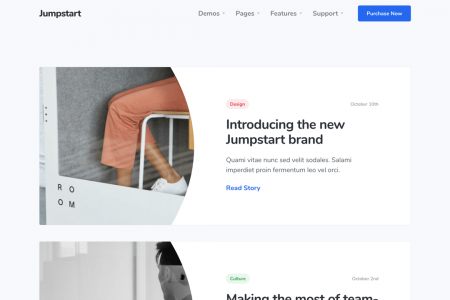 Jumpstart
Demos Pages Features Support Purchase Now
Design October 10th
Introducing the new
Jumpstart brand
Quami vitae nunc sed velit sodales. Salami
imperdiet proin fermentum leo vel orci.
Read Story
R O
O M
Culture October 2nd
Making the most of team-